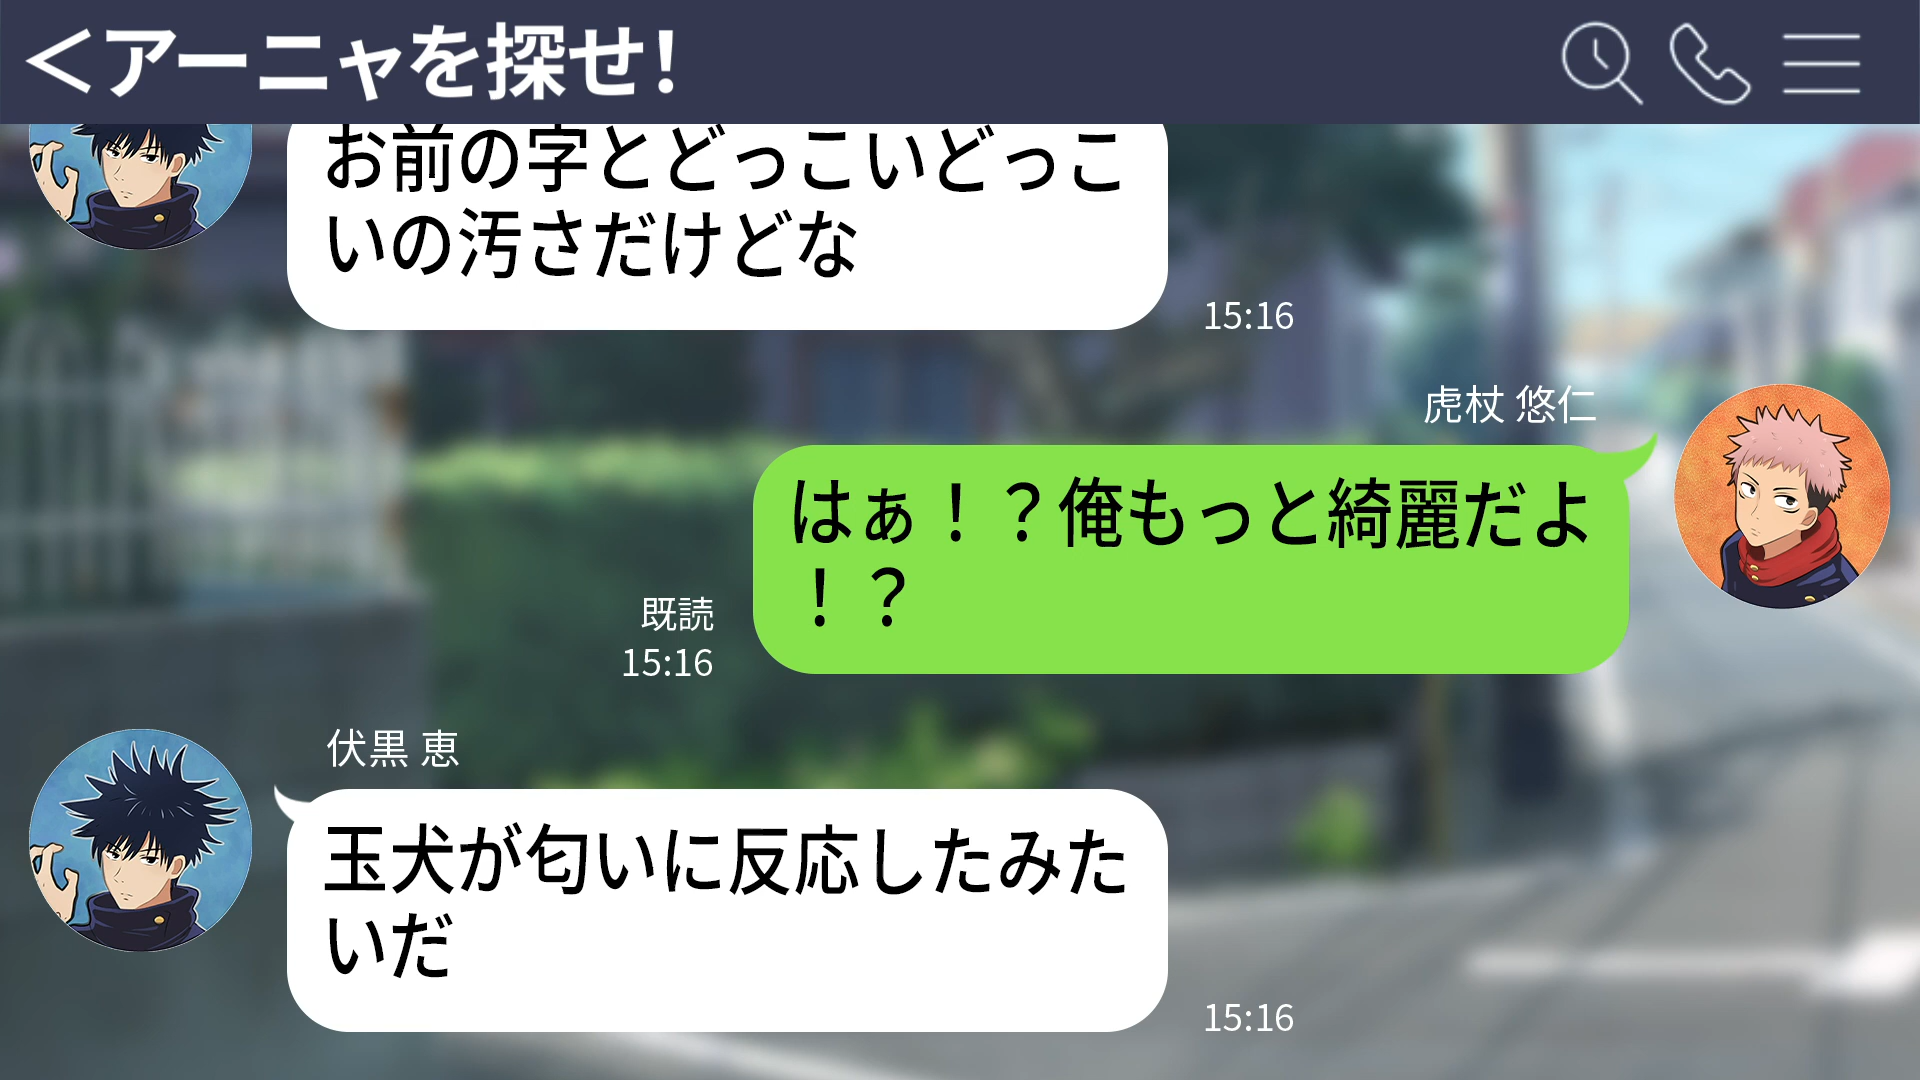 ＜アーニャを探せ！
お前の字とどっこいどっこ
いの汚さだけどな
15:16
虎杖 悠仁
はぁ！？俺もっと綺麗だよ
！？
既読
15:16
伏黒 恵
玉犬が匂いに反応したみた
いだ
15:16